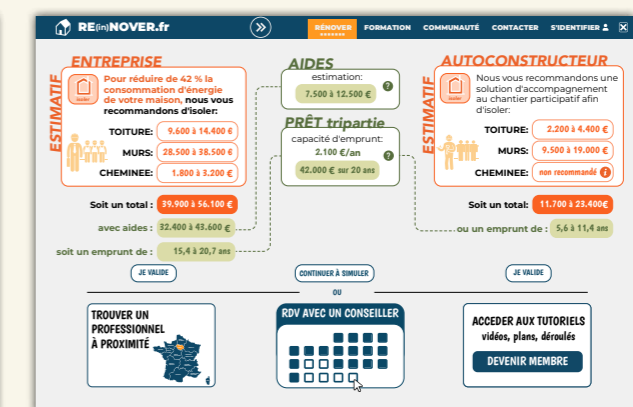 RE(in)NOVER.fr
RÉNOVER FORMATION COMMUNAUTÉ CONTACTER S'IDENTIFIER
ENTREPRISE
ESTIMATIF
isoler
Pour réduire de 42 % la
consommation d'énergie
de votre maison, nous vous
recommandons d'isoler:
TOITURE: 9.600 à 14.400 €
MURS: 28.500 à 38.500 €
CHEMINEE: 1.800 à 3.200 €
Soit un total : 39.900 à 56.100 €
avec aides : 32.400 à 43.600 €
soit un emprunt de : 15,4 à 20,7 ans
JE VALIDE
AIDES
estimation:
7.500 à 12.500 €
?
PRÊT tripartie
capacité d'emprunt:
2.100 €/an
?
42.000 € sur 20 ans
CONTINUER À SIMULER
AUTOCONSTRUCTEUR
ESTIMATIF
isoler
Nous vous recommandons une
solution d'accompagnement
au chantier participatif afin
d'isoler:
TOITURE: 2.200 à 4.400 €
MURS: 9.500 à 19.000 €
CHEMINEE: non recommandé i
Soit un total: 11.700 à 23.400€
ou un emprunt de : 5,6 à 11,4 ans
JE VALIDE
OU
TROUVER UN
PROFESSIONNEL
À PROXIMITÉ
RDV AVEC UN CONSEILLER
ACCEDER AUX TUTORIELS
vidéos, plans, déroulés
DEVENIR MEMBRE